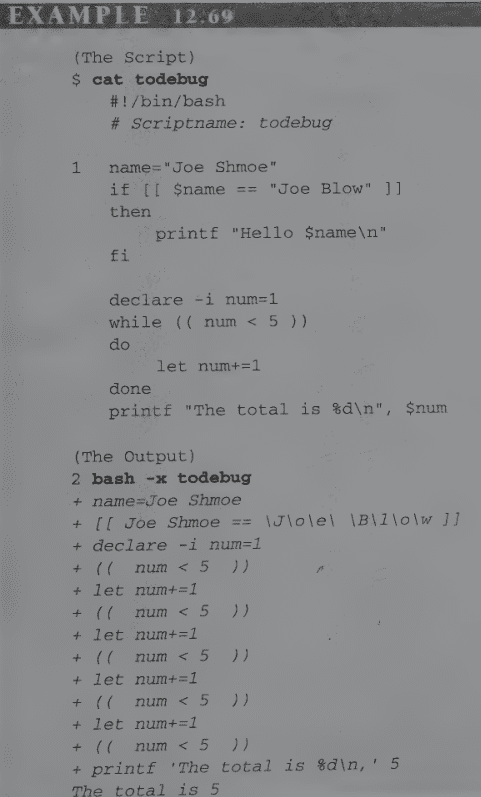 EXAMPLE 12.69
(The Script)
$ cat todebug
#!/bin/bash
# Scriptname: todebug
1 name="Joe Shmoe"
if [[ $name == "Joe Blow" ]]
then
printf "Hello $name\n"
fi
declare -i num=1
while (( num < 5 ))
do
let num+=1
done
printf "The total is %d\n", $num
(The Output)
2 bash -x todebug
+ name=Joe Shmoe
+ [[ Joe Shmoe == \J\o\e\ \B\l\o\w ]]
+ declare -i num=1
+ (( num < 5 ))
+ let num+=1
+ (( num < 5 ))
+ let num+=1
+ (( num < 5 ))
+ let num+=1
+ (( num < 5 ))
+ let num+=1
+ (( num < 5 ))
+ printf 'The total is %d\n,' 5
The total is 5